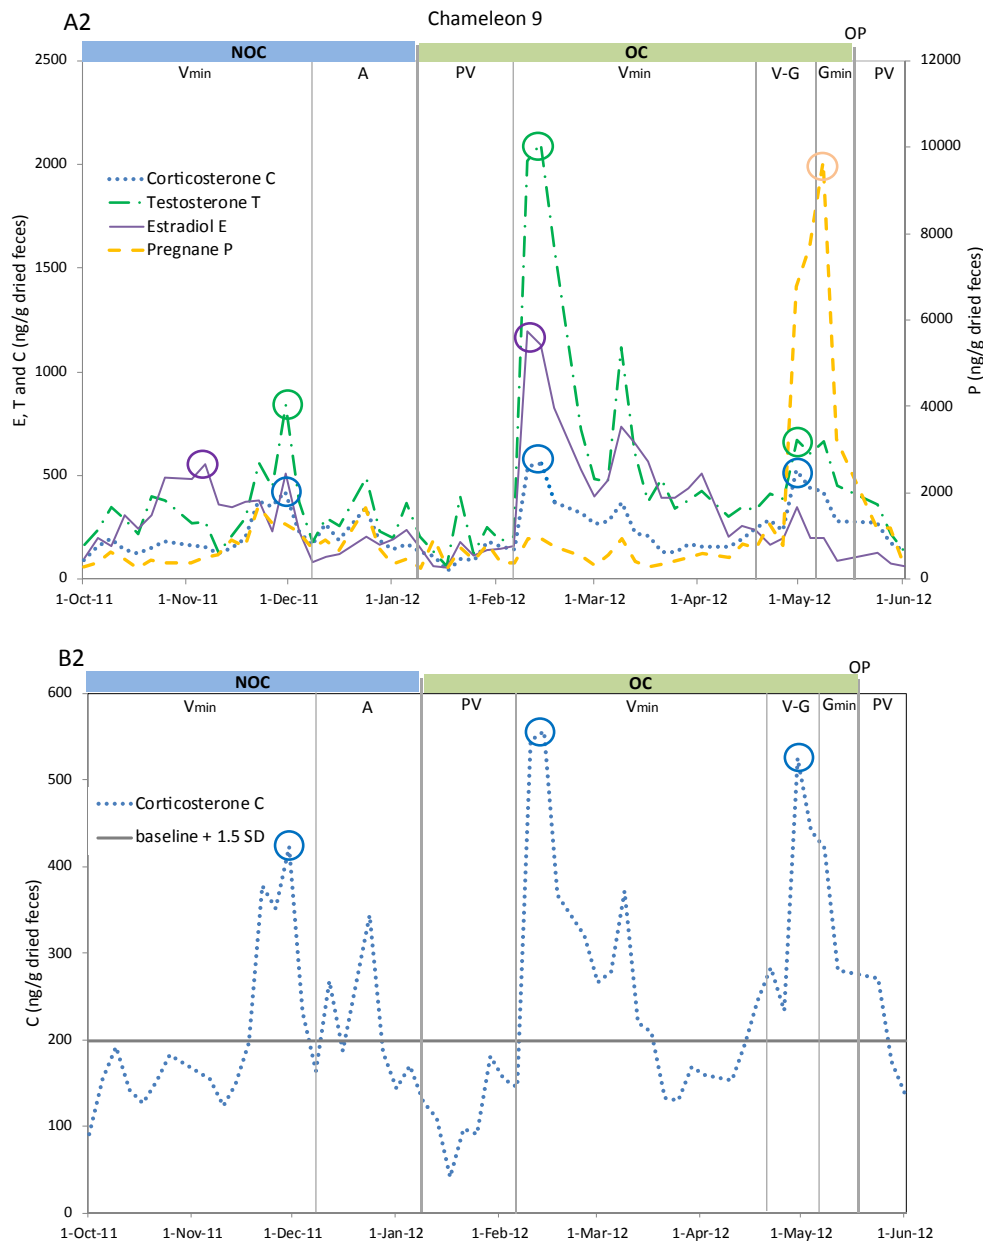 A2
Chameleon 9
OP
NOC
OC
2500
2000
1500
1000
500
0
12000
10000
8000
6000
4000
2000
0
Vmin
A
PV
Vmin
V-G
Gmin
PV
Corticosterone C
Testosterone T
Estradiol E
Pregnane P
E, T and C (ng/g dried feces)
P (ng/g dried feces)
1-Oct-11
1-Nov-11
1-Dec-11
1-Jan-12
1-Feb-12
1-Mar-12
1-Apr-12
1-May-12
1-Jun-12
B2
OP
NOC
OC
600
500
400
300
200
100
0
Vmin
A
PV
Vmin
V-G
Gmin
PV
Corticosterone C
baseline + 1.5 SD
C (ng/g dried feces)
1-Oct-11
1-Nov-11
1-Dec-11
1-Jan-12
1-Feb-12
1-Mar-12
1-Apr-12
1-May-12
1-Jun-12